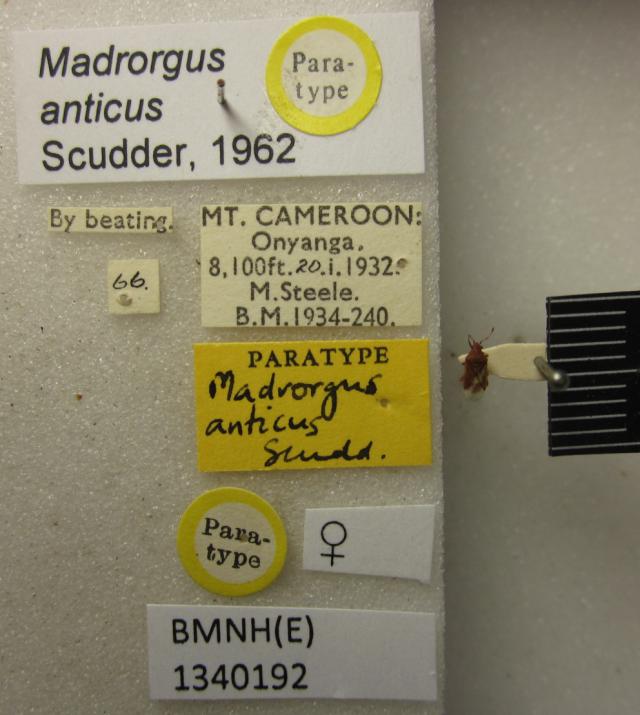 Madrorgus
anticus
Scudder, 1962
Para-
type
By beating.
66.
MT. CAMEROON:
Onyanga.
8,100ft. 20.i.1932.
M.Steele.
B.M.1934-240.
PARATYPE
Madrorgus
anticus
Scudd.
Para-
type
♀
BMNH(E)
1340192